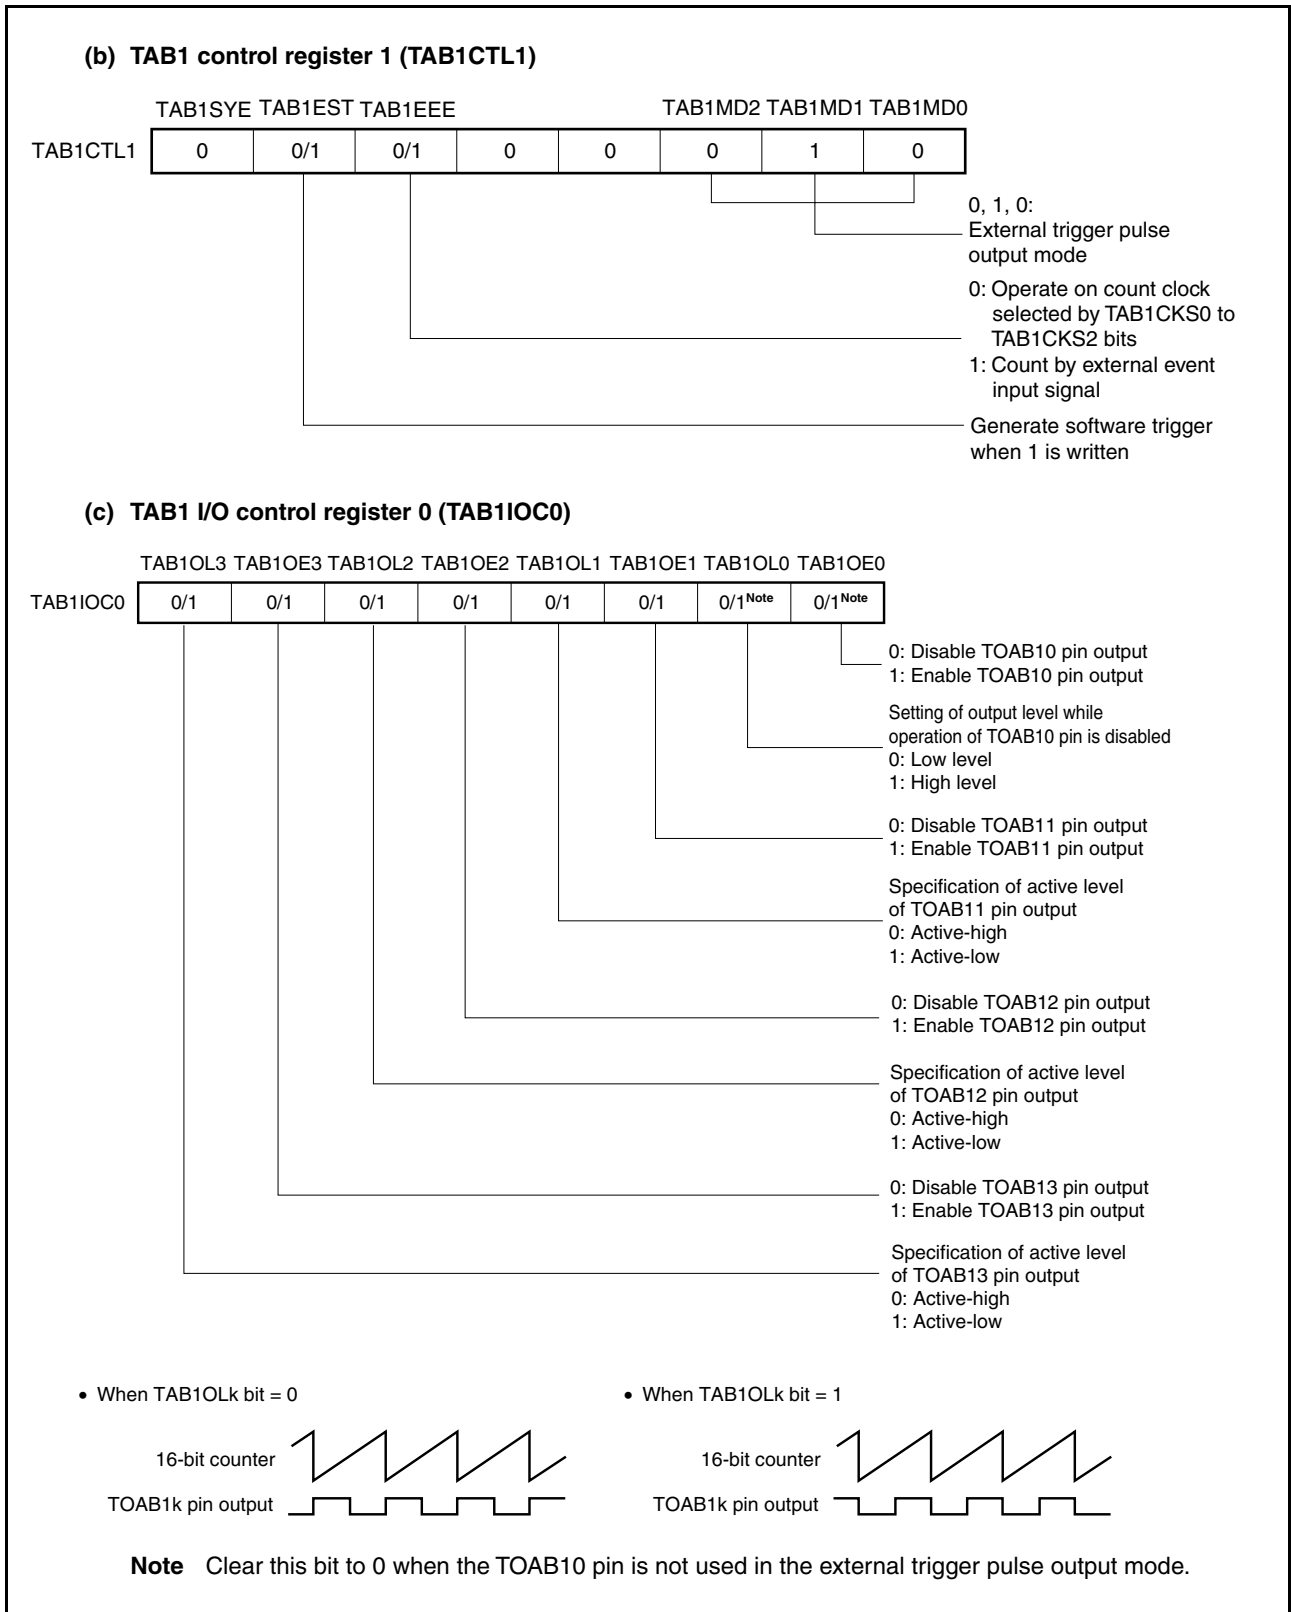 (b) TAB1 control register 1 (TAB1CTL1)
TAB1SYE TAB1EST TAB1EEE TAB1MD2 TAB1MD1 TAB1MD0
TAB1CTL1 0 0/1 0/1 0 0 0 1 0
0, 1, 0:
External trigger pulse
output mode
0: Operate on count clock
selected by TAB1CKS0 to
TAB1CKS2 bits
1: Count by external event
input signal
Generate software trigger
when 1 is written
(c) TAB1 I/O control register 0 (TAB1IOC0)
TAB1OL3 TAB1OE3 TAB1OL2 TAB1OE2 TAB1OL1 TAB1OE1 TAB1OL0 TAB1OE0
TAB1IOC0 0/1 0/1 0/1 0/1 0/1 0/1 0/1Note 0/1Note
0: Disable TOAB10 pin output
1: Enable TOAB10 pin output
Setting of output level while
operation of TOAB10 pin is disabled
0: Low level
1: High level
0: Disable TOAB11 pin output
1: Enable TOAB11 pin output
Specification of active level
of TOAB11 pin output
0: Active-high
1: Active-low
0: Disable TOAB12 pin output
1: Enable TOAB12 pin output
Specification of active level
of TOAB12 pin output
0: Active-high
1: Active-low
0: Disable TOAB13 pin output
1: Enable TOAB13 pin output
Specification of active level
of TOAB13 pin output
0: Active-high
1: Active-low
• When TAB1OLk bit = 0
16-bit counter
TOAB1k pin output
• When TAB1OLk bit = 1
16-bit counter
TOAB1k pin output
Note Clear this bit to 0 when the TOAB10 pin is not used in the external trigger pulse output mode.